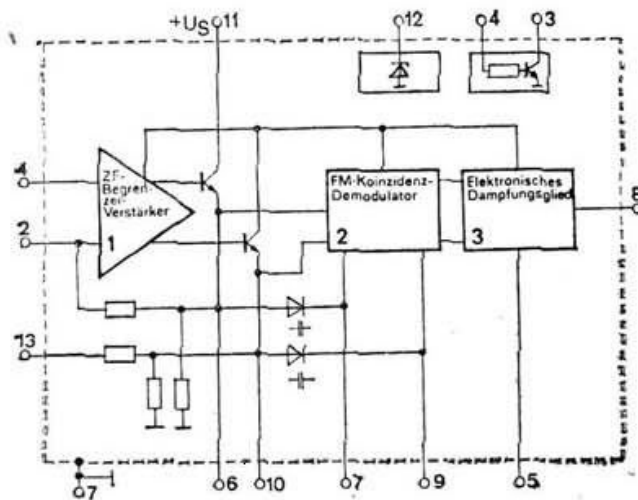 +US 11
12
4
3
4
ZF-
Begren-
zer-
Verstärker
1
2
FM-Koinzidenz-
Demodulator
2
Elektronisches
Dämpfungsglied
3
8
13
7
6
10
7
9
5